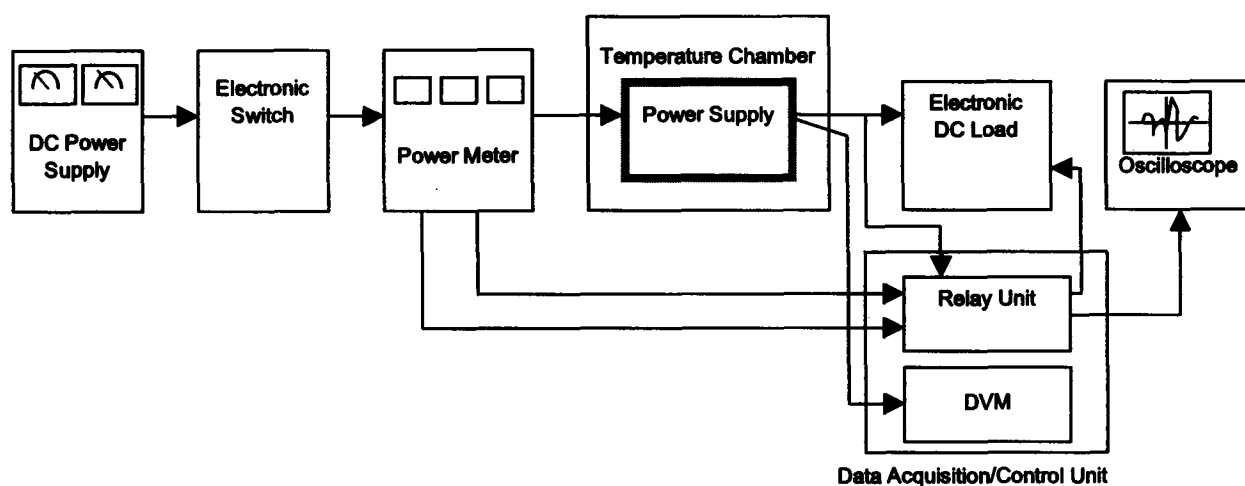 DC Power
Supply
Electronic
Switch
Power Meter
Temperature Chamber
Power Supply
Electronic
DC Load
Oscilloscope
Relay Unit
DVM
Data Acquisition/Control Unit